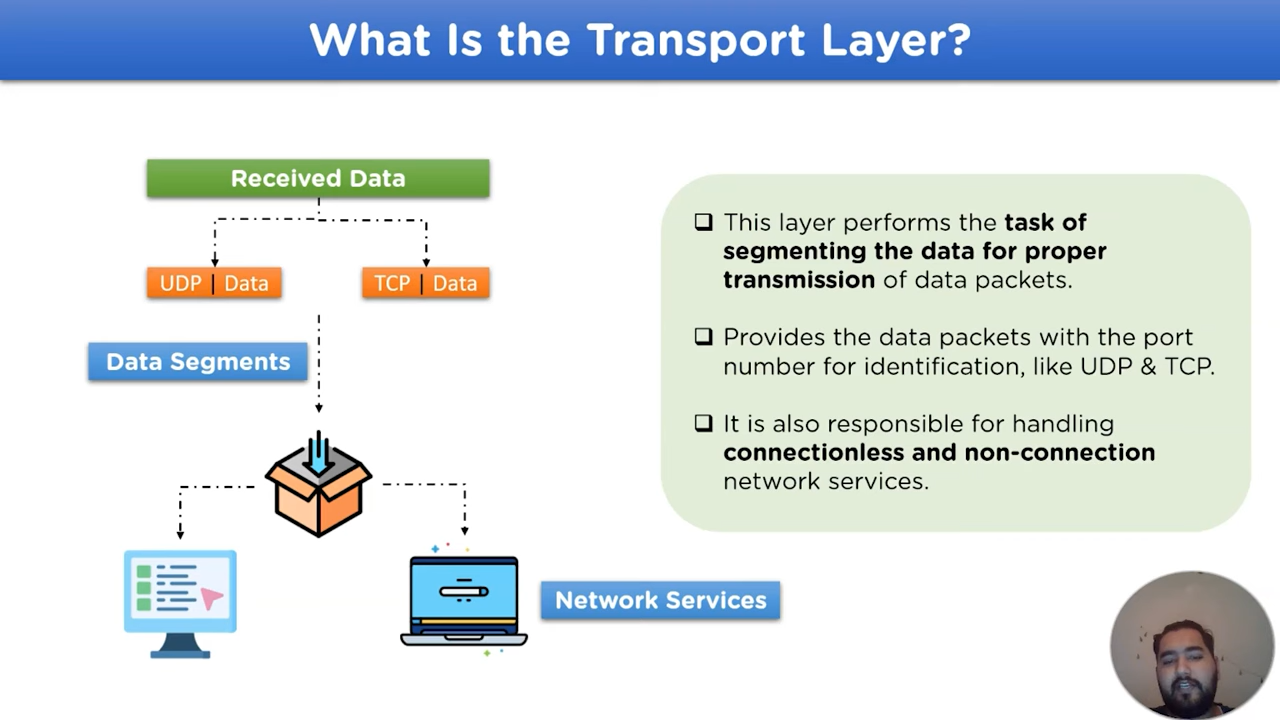 What Is the Transport Layer?
Received Data
UDP | Data
TCP | Data
Data Segments
Network Services
This layer performs the task of
segmenting the data for proper
transmission of data packets.
Provides the data packets with the port
number for identification, like UDP & TCP.
It is also responsible for handling
connectionless and non-connection
network services.